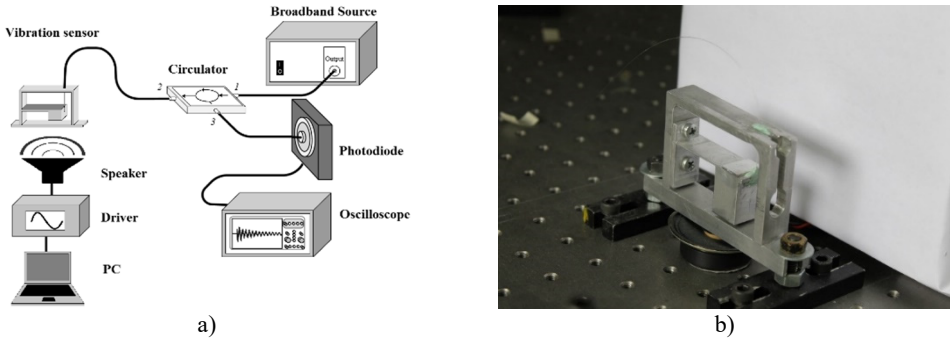 Broadband Source
Vibration sensor
Output
Circulator
2
1
3
Photodiode
Speaker
Oscilloscope
Driver
PC
a)
b)